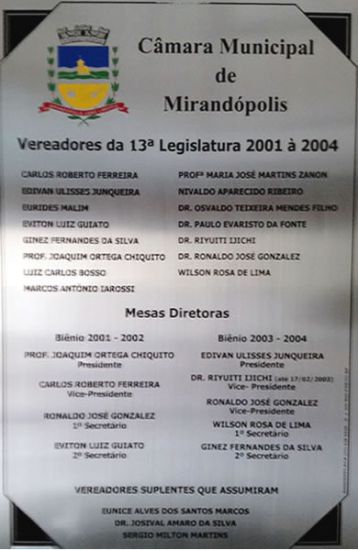 Câmara Municipal
de
Mirandópolis
Vereadores da 13ª Legislatura 2001 à 2004
CARLOS ROBERTO FERREIRA
EDIVAN ULISSES JUNQUEIRA
EURIDES MALIM
EVITON LUIZ GUIATO
GINEZ FERNANDES DA SILVA
PROF. JOAQUIM ORTEGA CHIQUITO
LUIZ CARLOS BOSSO
MARCOS ANTÔNIO IAROSSI
PROFª MARIA JOSÉ MARTINS ZANON
NIVALDO APARECIDO RIBEIRO
DR. OSVALDO TEIXEIRA MENDES FILHO
DR. PAULO EVARISTO DA FONTE
DR. RIYUITI IJICHI
DR. RONALDO JOSÉ GONZALEZ
WILSON ROSA DE LIMA
Mesas Diretoras
Biênio 2001 - 2002
PROF. JOAQUIM ORTEGA CHIQUITO
Presidente
CARLOS ROBERTO FERREIRA
Vice-Presidente
RONALDO JOSÉ GONZALEZ
1º Secretário
EVITON LUIZ GUIATO
2º Secretário
Biênio 2003 - 2004
EDIVAN ULISSES JUNQUEIRA
Presidente
DR. RIYUITI IJICHI (até 17/02/2003)
Vice- Presidente
RONALDO JOSÉ GONZALEZ
Vice- Presidente
WILSON ROSA DE LIMA
1º Secretário
GINEZ FERNANDES DA SILVA
2º Secretário
VEREADORES SUPLENTES QUE ASSUMIRAM
EUNICE ALVES DOS SANTOS MARCOS
DR. JOSIVAL AMARO DA SILVA
SERGIO MILTON MARTINS